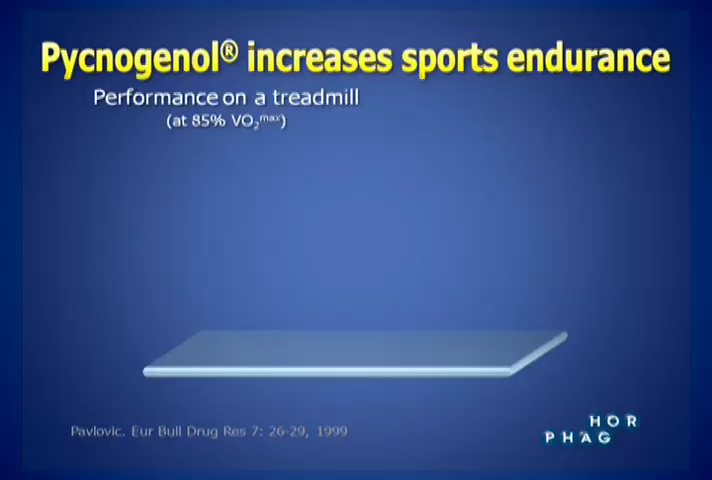 Pycnogenol® increases sports endurance
Performance on a treadmill
(at 85% VO₂ᵐᵃˣ)
Pavlovic. Eur Bull Drug Res 7: 26-29, 1999
HOR
PHAG